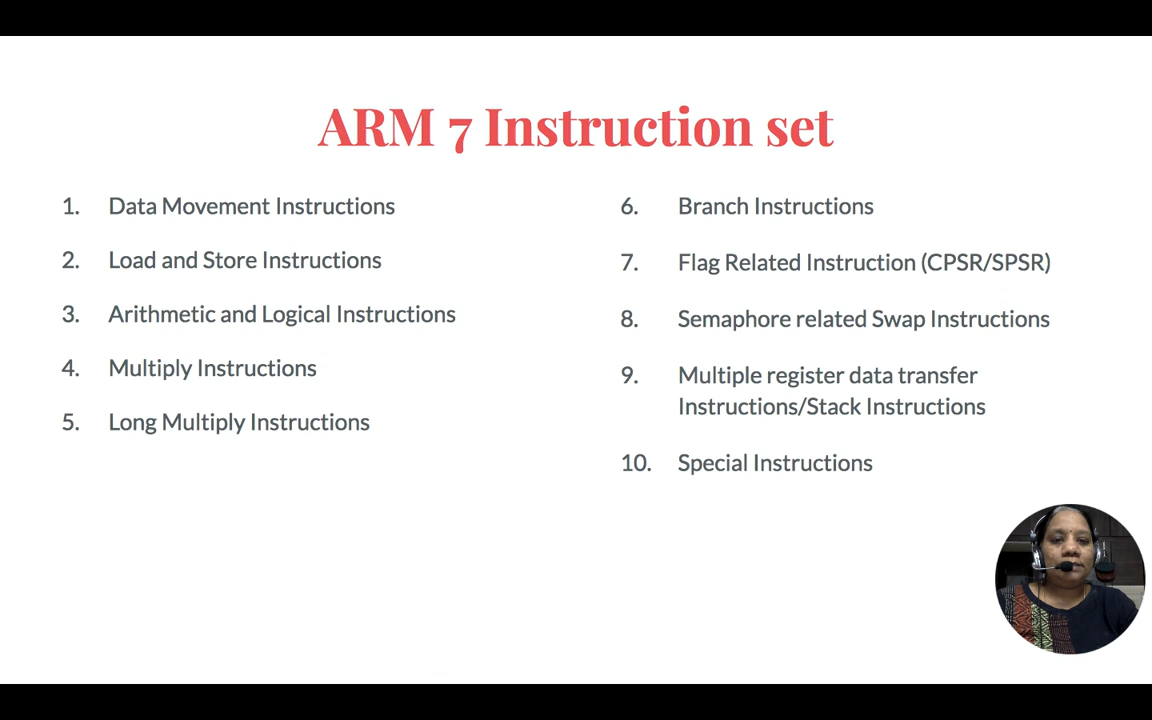 ARM 7 Instruction set
1. Data Movement Instructions
2. Load and Store Instructions
3. Arithmetic and Logical Instructions
4. Multiply Instructions
5. Long Multiply Instructions
6. Branch Instructions
7. Flag Related Instruction (CPSR/SPSR)
8. Semaphore related Swap Instructions
9. Multiple register data transfer
Instructions/Stack Instructions
10. Special Instructions